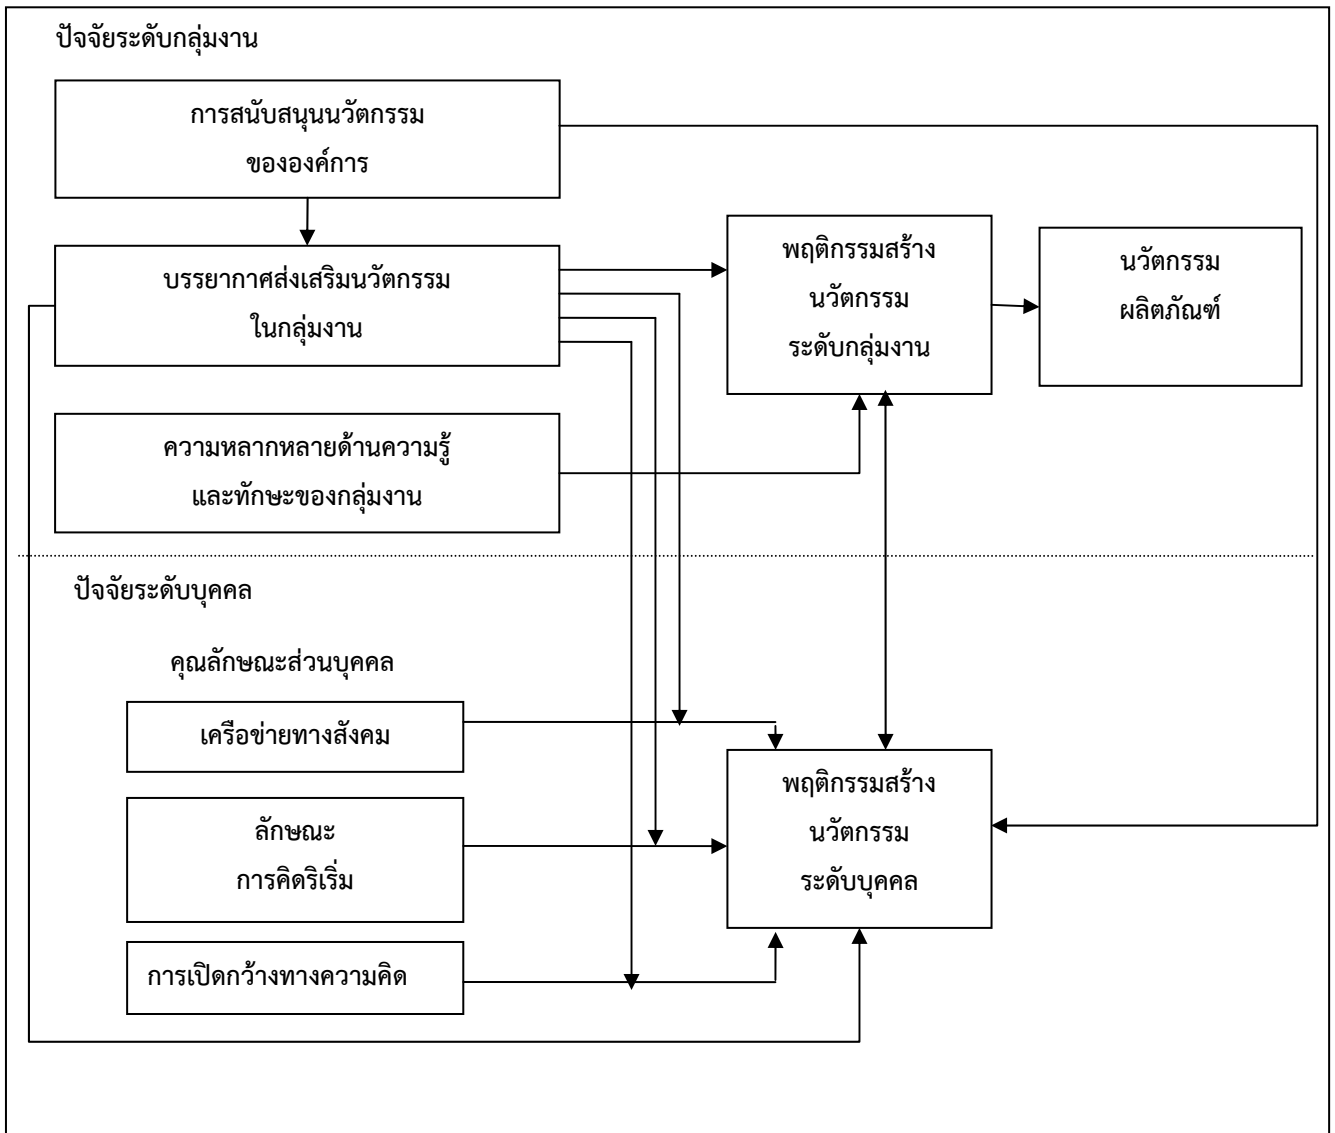 ปัจจัยระดับกลุ่มงาน
การสนับสนุนนวัตกรรม
ขององค์การ
บรรยากาศส่งเสริมนวัตกรรม
ในกลุ่มงาน
พฤติกรรมสร้าง
นวัตกรรม
ระดับกลุ่มงาน
นวัตกรรม
ผลิตภัณฑ์
ความหลากหลายด้านความรู้
และทักษะของกลุ่มงาน
ปัจจัยระดับบุคคล
คุณลักษณะส่วนบุคคล
เครือข่ายทางสังคม
ลักษณะ
การคิดริเริ่ม
การเปิดกว้างทางความคิด
พฤติกรรมสร้าง
นวัตกรรม
ระดับบุคคล